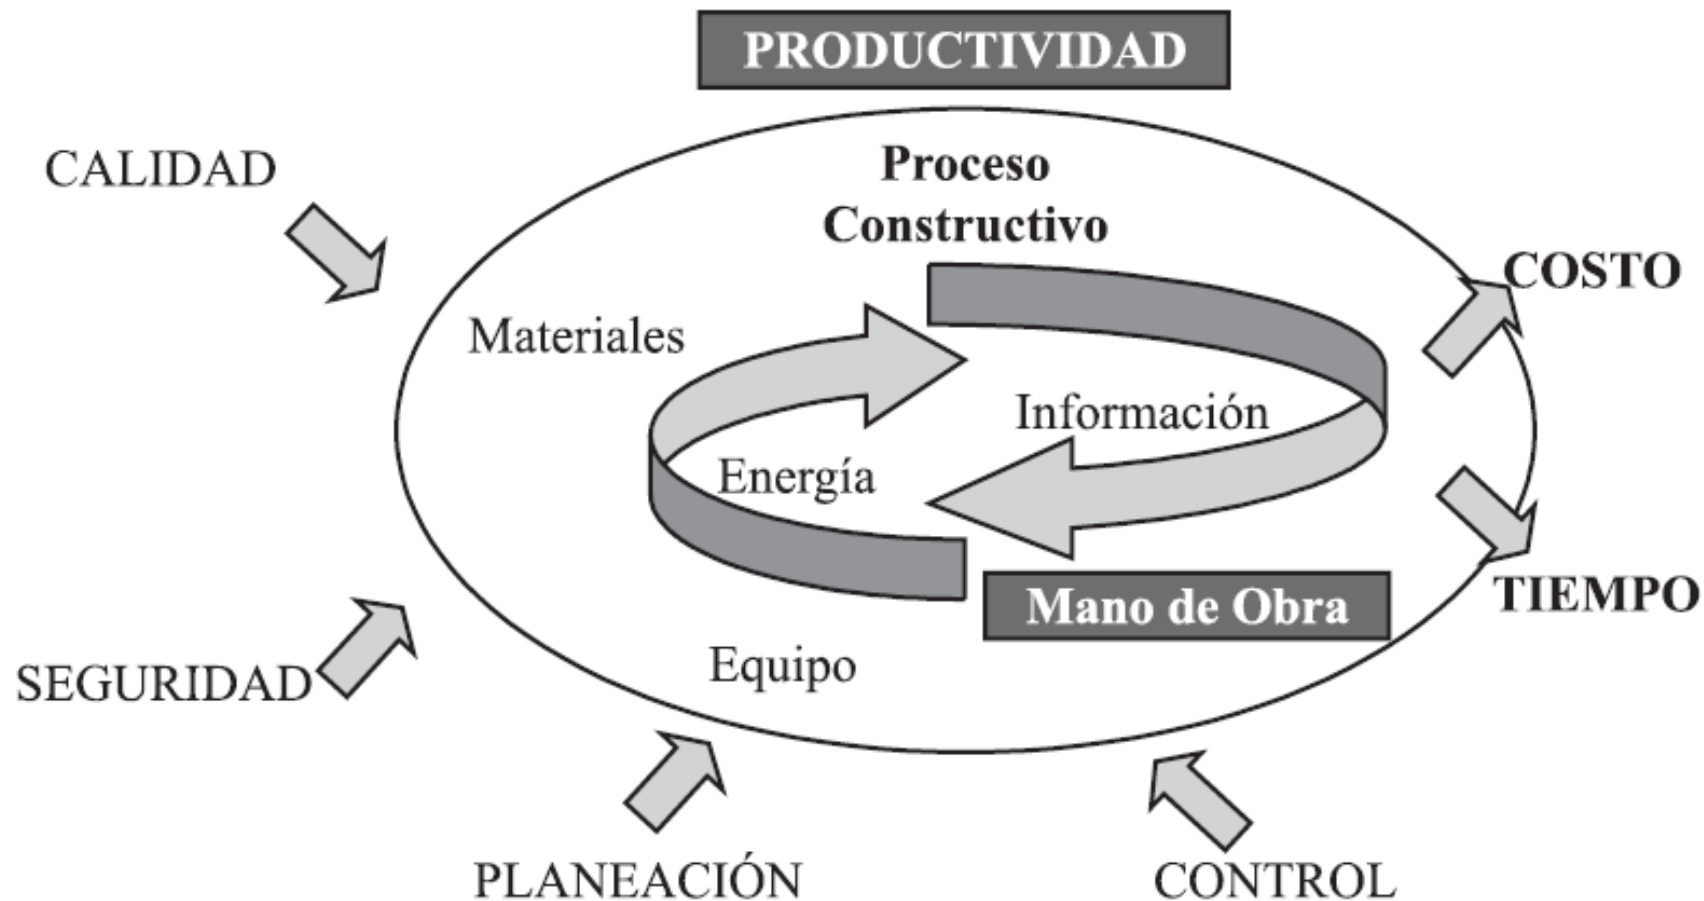 PRODUCTIVIDAD
CALIDAD
Proceso
Constructivo
COSTO
Materiales
Información
Energía
Mano de Obra
TIEMPO
Equipo
SEGURIDAD
PLANEACIÓN
CONTROL